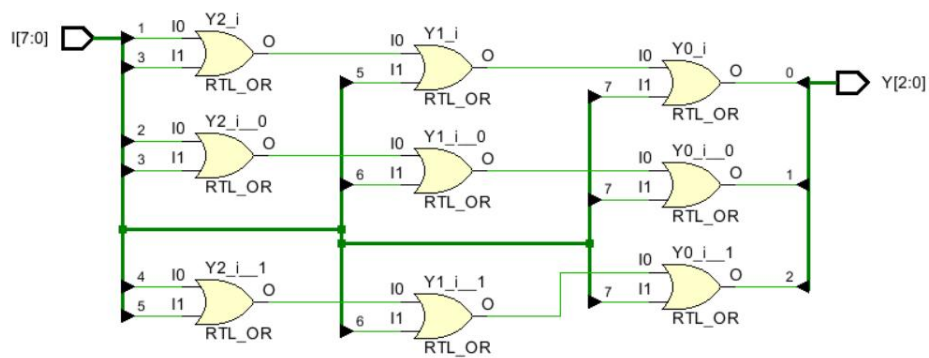 I[7:0]
1 I0 Y2_i O
3 I1
RTL_OR
I0 Y1_i O
5 I1
RTL_OR
I0 Y0_i O 0
7 I1
RTL_OR
Y[2:0]
2 I0 Y2_i__0 O
3 I1
RTL_OR
I0 Y1_i__0 O
6 I1
RTL_OR
I0 Y0_i__0 O 1
7 I1
RTL_OR
4 I0 Y2_i__1 O
5 I1
RTL_OR
I0 Y1_i__1 O
6 I1
RTL_OR
I0 Y0_i__1 O 2
7 I1
RTL_OR